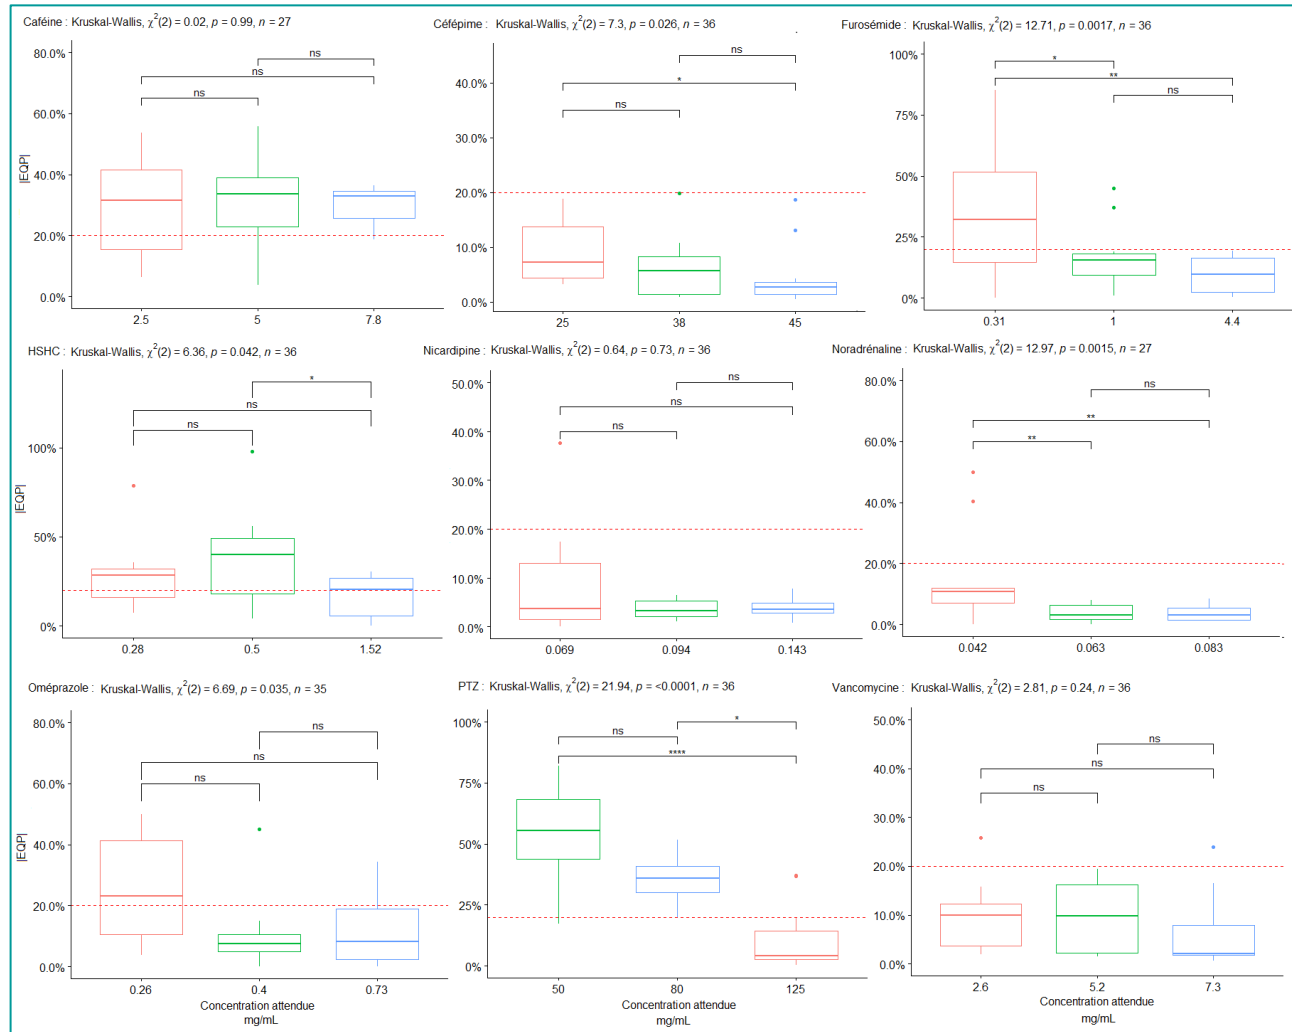 Caféine : Kruskal-Wallis, χ²(2) = 0.02, p = 0.99, n = 27
80.0%
60.0%
40.0%
20.0%
0.0%
|EQP|
ns
ns
ns
2.5 5 7.8
Céfépime : Kruskal-Wallis, χ²(2) = 7.3, p = 0.026, n = 36
40.0%
30.0%
20.0%
10.0%
0.0%
ns
*
ns
25 38 45
Furosémide : Kruskal-Wallis, χ²(2) = 12.71, p = 0.0017, n = 36
100%
75%
50%
25%
0%
*
**
ns
0.31 1 4.4
HSHC : Kruskal-Wallis, χ²(2) = 6.36, p = 0.042, n = 36
100%
50%
0%
|EQP|
*
ns
ns
0.28 0.5 1.52
Nicardipine : Kruskal-Wallis, χ²(2) = 0.64, p = 0.73, n = 36
50.0%
40.0%
30.0%
20.0%
10.0%
0.0%
ns
ns
ns
0.069 0.094 0.143
Noradrénaline : Kruskal-Wallis, χ²(2) = 12.97, p = 0.0015, n = 27
80.0%
60.0%
40.0%
20.0%
0.0%
ns
**
**
0.042 0.063 0.083
Oméprazole : Kruskal-Wallis, χ²(2) = 6.69, p = 0.035, n = 35
80.0%
60.0%
40.0%
20.0%
0.0%
|EQP|
ns
ns
ns
0.26 0.4 0.73
Concentration attendue
mg/mL
PTZ : Kruskal-Wallis, χ²(2) = 21.94, p = <0.0001, n = 36
100%
75%
50%
25%
0%
*
ns
****
50 80 125
Concentration attendue
mg/mL
Vancomycine : Kruskal-Wallis, χ²(2) = 2.81, p = 0.24, n = 36
50.0%
40.0%
30.0%
20.0%
10.0%
0.0%
ns
ns
ns
2.6 5.2 7.3
Concentration attendue
mg/mL